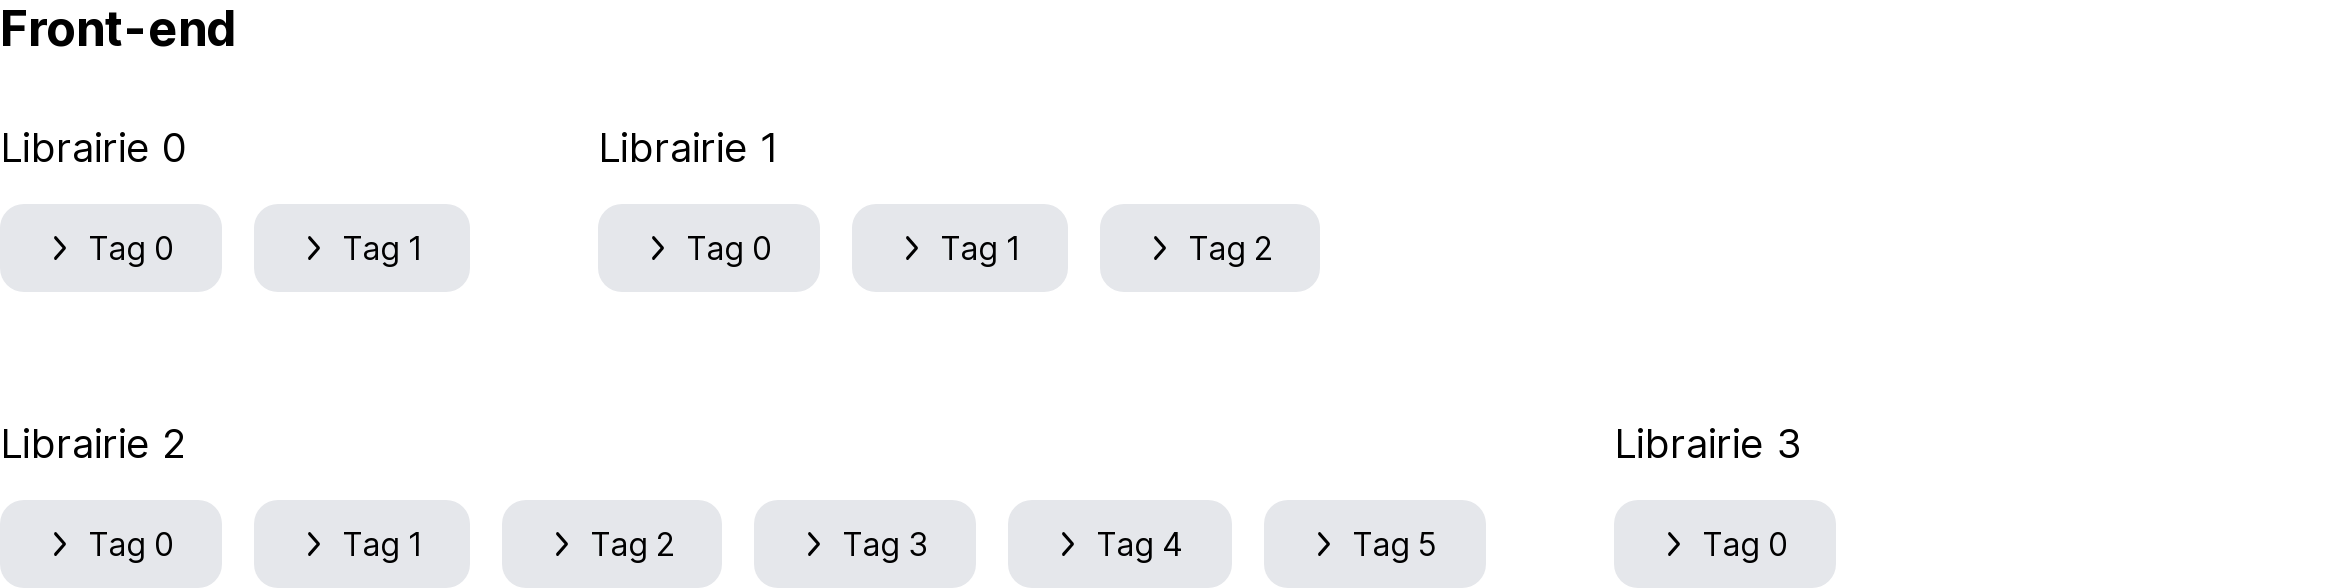 Front-end
Librairie 0 Librairie 1
Tag 0 Tag 1 Tag 0 Tag 1 Tag 2
Librairie 2 Librairie 3
Tag 0 Tag 1 Tag 2 Tag 3 Tag 4 Tag 5 Tag 0